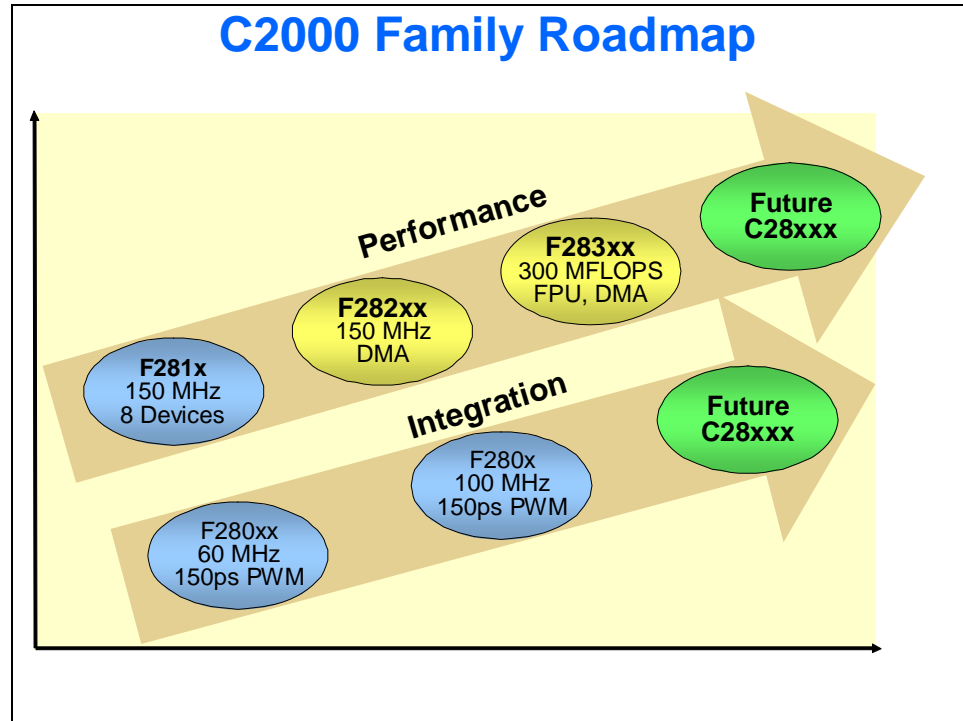 C2000 Family Roadmap
Performance
F281x
150 MHz
8 Devices
F282xx
150 MHz
DMA
F283xx
300 MFLOPS
FPU, DMA
Future
C28xxx
Integration
F280xx
60 MHz
150ps PWM
F280x
100 MHz
150ps PWM
Future
C28xxx